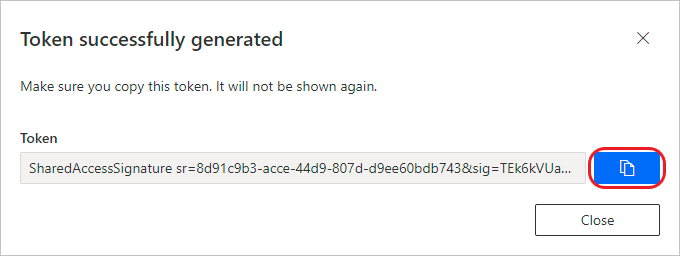 Token successfully generated
Make sure you copy this token. It will not be shown again.
Token
SharedAccessSignature sr=8d91c9b3-acce-44d9-807d-d9ee60bdb743&sig=TEk6kVUa...
Close